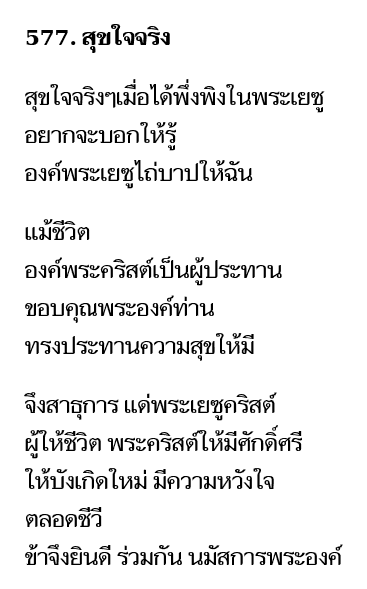 577. สุขใจจริง
สุขใจจริงๆเมื่อได้พึ่งพิงในพระเยซู
อยากจะบอกให้รู้
องค์พระเยซูไถ่บาปให้ฉัน
แม้ชีวิต
องค์พระคริสต์เป็นผู้ประทาน
ขอบคุณพระองค์ท่าน
ทรงประทานความสุขให้มี
จึงสาธุการ แด่พระเยซูคริสต์
ผู้ให้ชีวิต พระคริสต์ให้มีศักดิ์ศรี
ให้บังเกิดใหม่ มีความหวังใจ
ตลอดชีวี
ข้าจึงยินดี ร่วมกัน นมัสการพระองค์